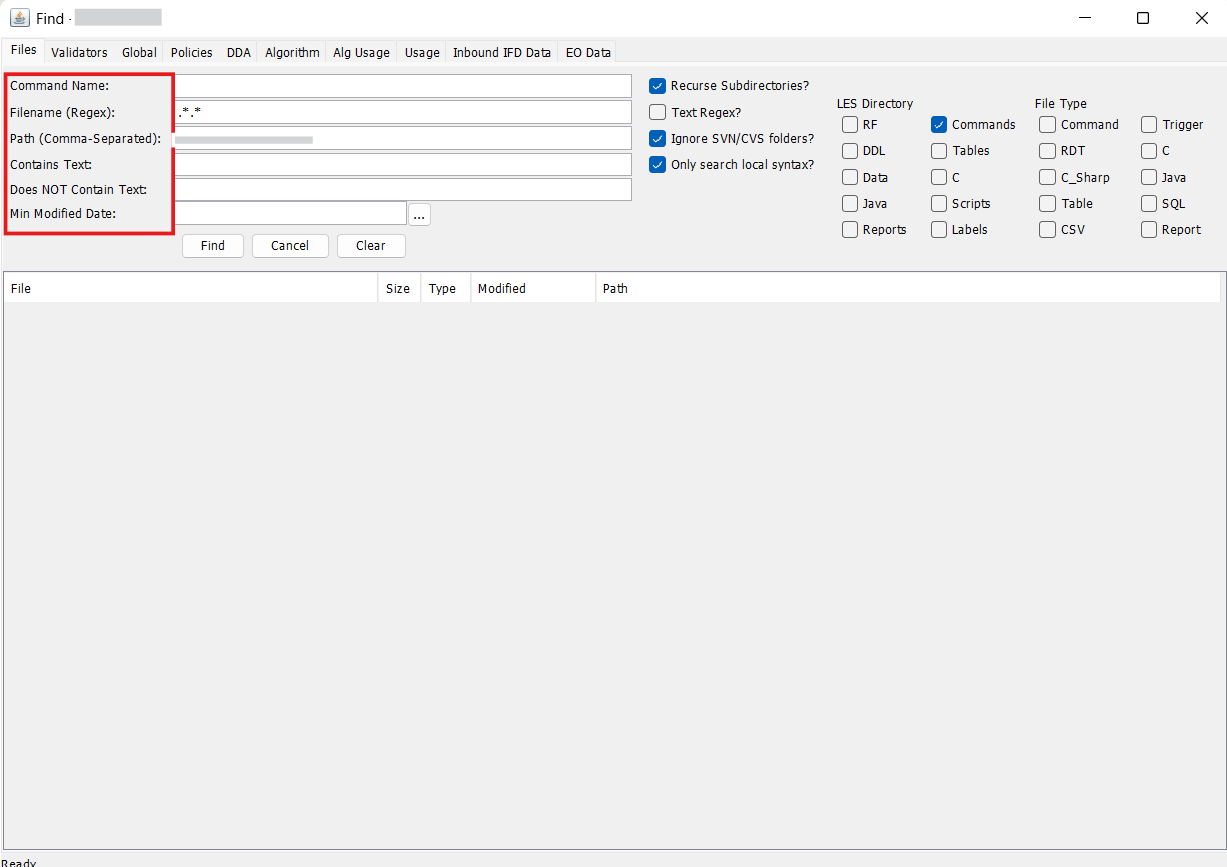 Find -
Files Validators Global Policies DDA Algorithm Alg Usage Usage Inbound IFD Data EO Data
Command Name:
Filename (Regex): .*.*
Path (Comma-Separated):
Contains Text:
Does NOT Contain Text:
Min Modified Date: ...
Find Cancel Clear
Recurse Subdirectories?
Text Regex?
Ignore SVN/CVS folders?
Only search local syntax?
LES Directory
RF Commands
DDL Tables
Data C
Java Scripts
Reports Labels
File Type
Command Trigger
RDT C
C_Sharp Java
Table SQL
CSV Report
File Size Type Modified Path
Ready